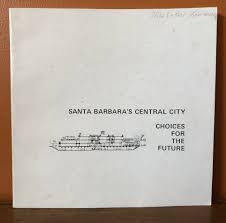 SANTA BARBARA'S CENTRAL CITY
CHOICES
FOR
THE
FUTURE